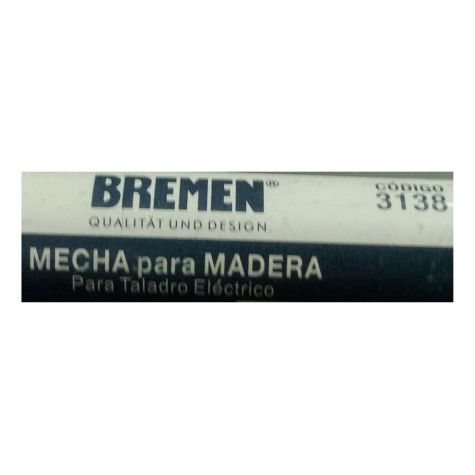 BREMEN®
QUALITÄT UND DESIGN
CÓDIGO
3138
MECHA para MADERA
Para Taladro Eléctrico